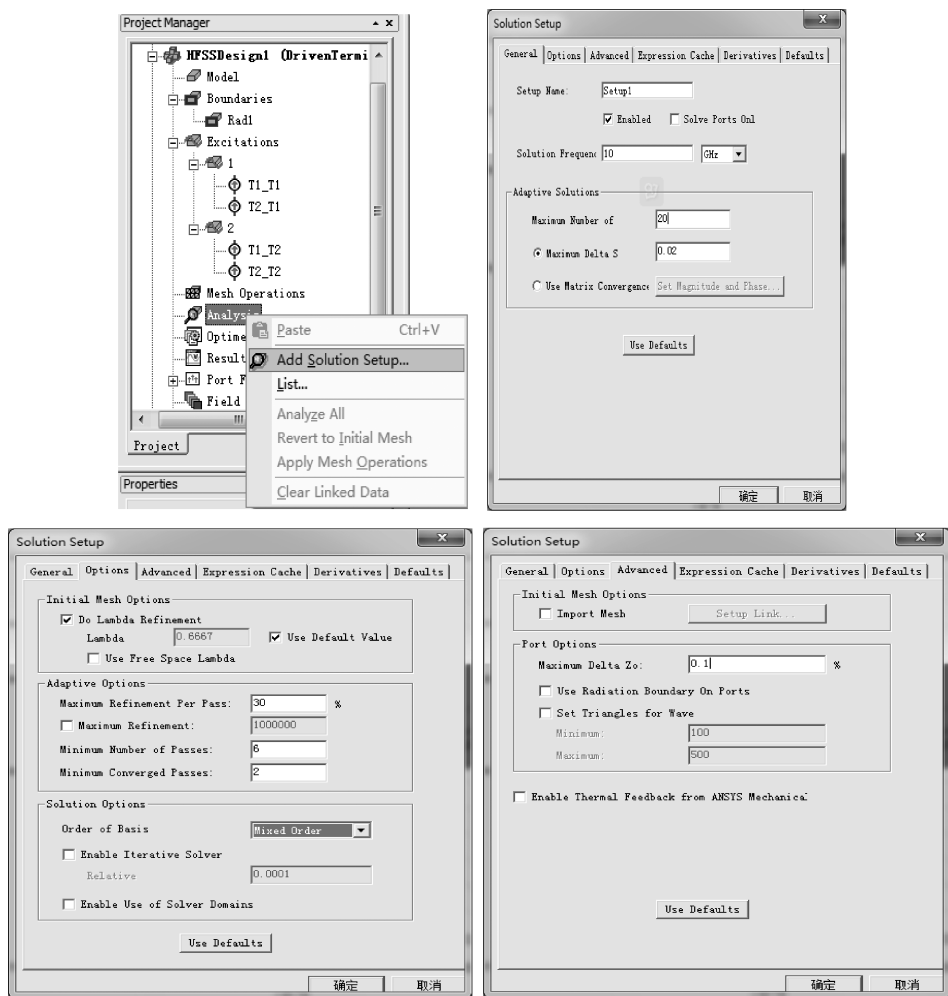 Project Manager
HFSSDesign1 (DrivenTermi
Model
Boundaries
Rad1
Excitations
1
T1_T1
T2_T1
2
T1_T2
T2_T2
Mesh Operations
Analysis
Optime
Result
Port F
Field
Project
Properties
Paste Ctrl+V
Add Solution Setup...
List...
Analyze All
Revert to Initial Mesh
Apply Mesh Operations
Clear Linked Data
Solution Setup
General Options Advanced Expression Cache Derivatives Defaults
Setup Name: Setup1
Enabled Solve Ports Onl
Solution Frequenc 10 GHz
Adaptive Solutions
Maximum Number of 20
Maximum Delta S 0.02
Use Matrix Convergence Set Magnitude and Phase...
Use Defaults
确定 取消
Solution Setup
General Options Advanced Expression Cache Derivatives Defaults
Initial Mesh Options
Do Lambda Refinement
Lambda 0.6667 Use Default Value
Use Free Space Lambda
Adaptive Options
Maximum Refinement Per Pass: 30 %
Maximum Refinement: 1000000
Minimum Number of Passes: 6
Minimum Converged Passes: 2
Solution Options
Order of Basis Mixed Order
Enable Iterative Solver
Relative 0.0001
Enable Use of Solver Domains
Use Defaults
确定 取消
Solution Setup
General Options Advanced Expression Cache Derivatives Defaults
Initial Mesh Options
Import Mesh Setup Link...
Port Options
Maximum Delta Zo: 0.1 %
Use Radiation Boundary On Ports
Set Triangles for Wave
Minimum: 100
Maximum: 500
Enable Thermal Feedback from ANSYS Mechanica
Use Defaults
确定 取消